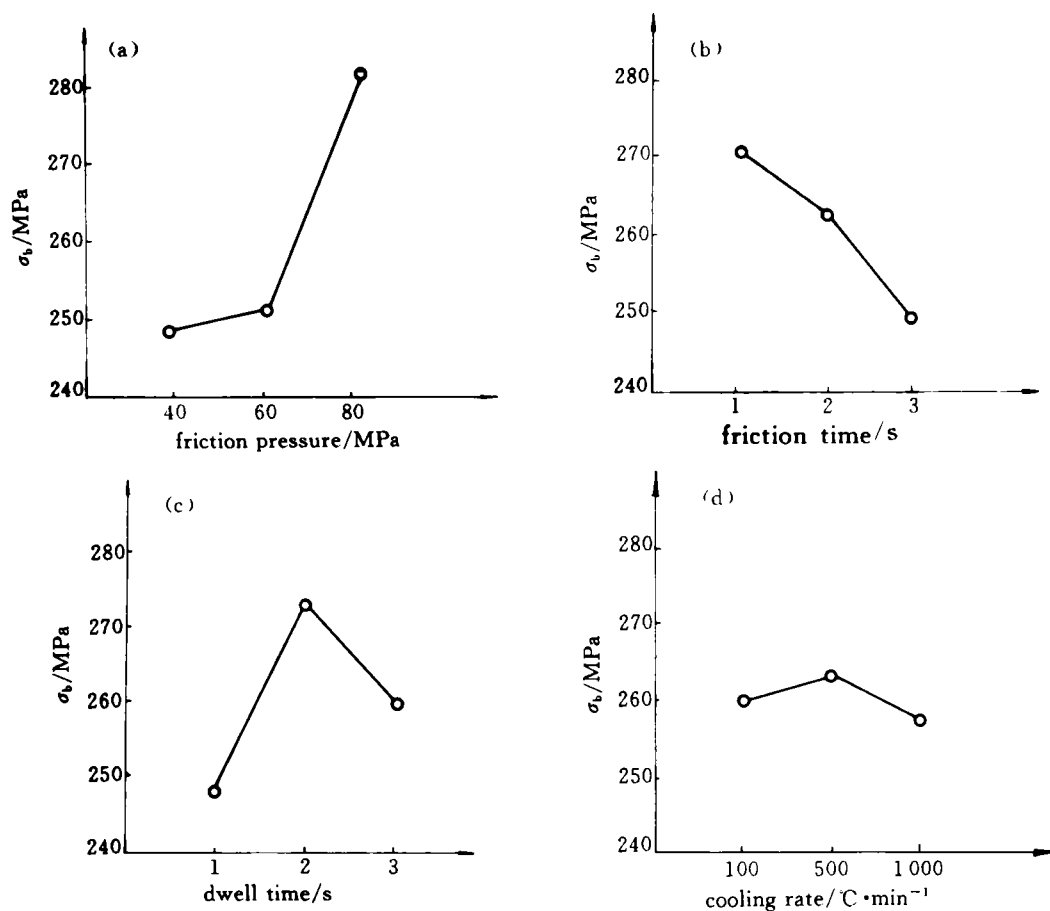 (a)
280
270
260
250
240
σb/MPa
40 60 80
friction pressure/MPa
(b)
280
270
260
250
240
σb/MPa
1 2 3
friction time/s
(c)
280
270
260
250
240
σb/MPa
1 2 3
dwell time/s
(d)
280
270
260
250
240
σb/MPa
100 500 1 000
cooling rate/℃·min⁻¹